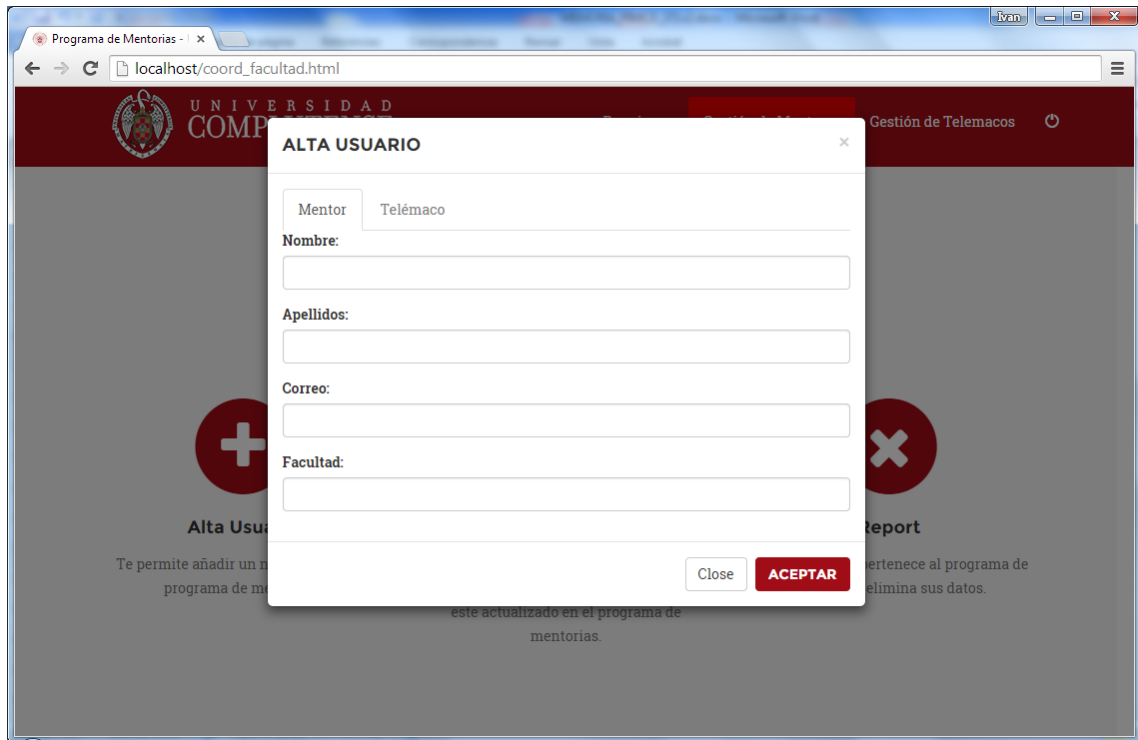 Ivan
Programa de Mentorias -
localhost/coord_facultad.html
UNIVERSIDAD
Gestión de Telemacos
ALTA USUARIO
×
Mentor Telémaco
Nombre:
Apellidos:
Correo:
Facultad:
Close ACEPTAR
Alta Usua
Report
Te permite añadir un
programa de
pertenece al programa de
elimina sus datos.
este actualizado en el programa de
mentorias.